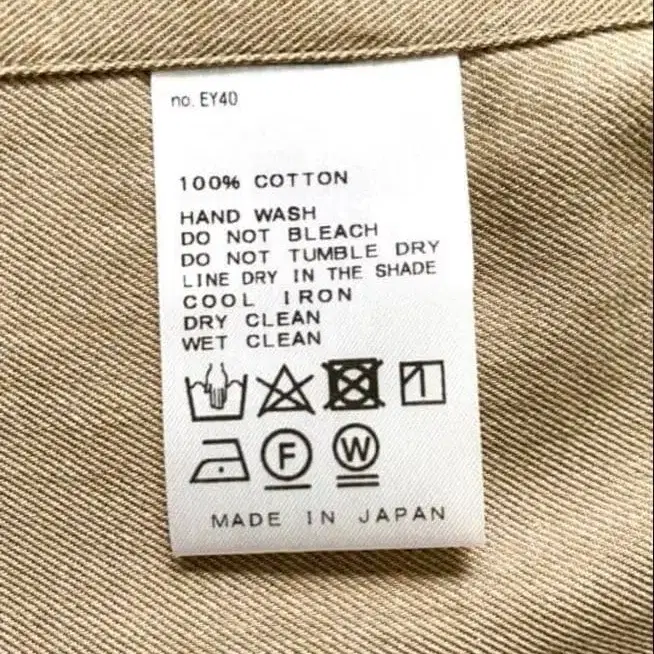 no. EY40
100% COTTON
HAND WASH
DO NOT BLEACH
DO NOT TUMBLE DRY
LINE DRY IN THE SHADE
COOL IRON
DRY CLEAN
WET CLEAN
F W
MADE IN JAPAN